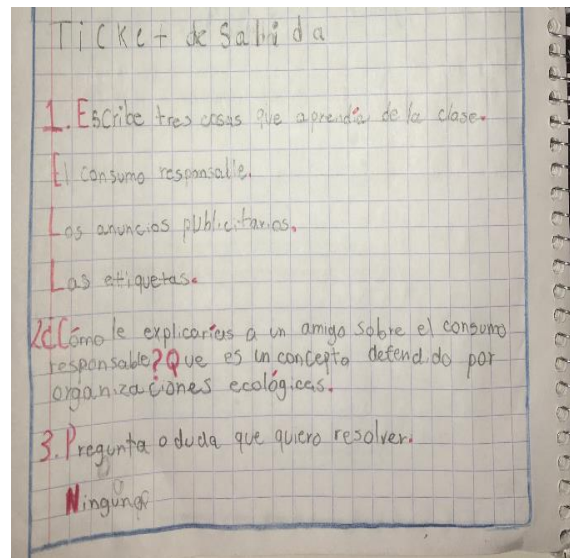 Ticket de Salida
1. Escribe tres cosas que aprendia de la clase.
El consumo responsable.
Los anuncios publicitarios.
Las etiquetas.
2¿Cómo le explicarias a un amigo sobre el consumo
responsable? Que es un concepto defendido por
organizaciones ecológicas.
3. Pregunta o duda que quiero resolver.
Ninguna